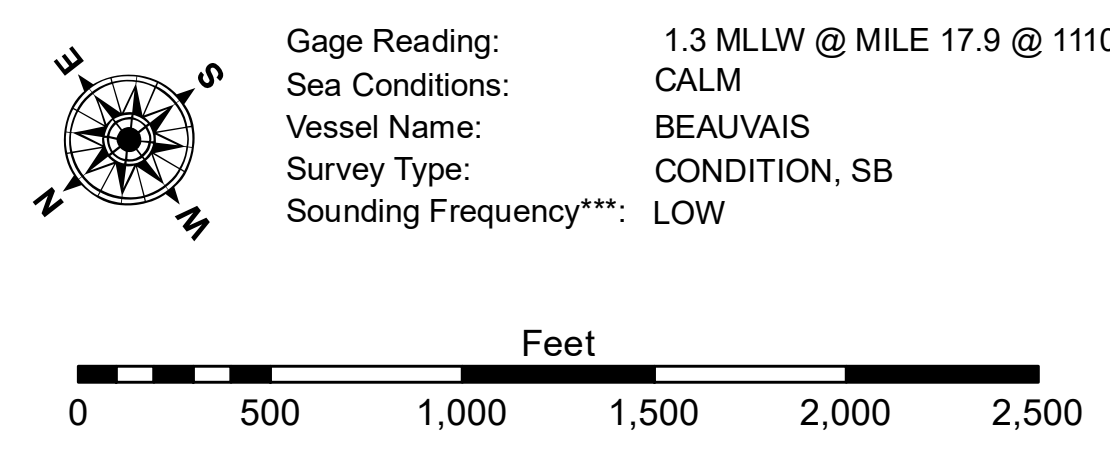 E
S
N
W
Gage Reading: 1.3 MLLW @ MILE 17.9 @ 1110
Sea Conditions: CALM
Vessel Name: BEAUVAIS
Survey Type: CONDITION, SB
Sounding Frequency***: LOW
Feet
0 500 1,000 1,500 2,000 2,500